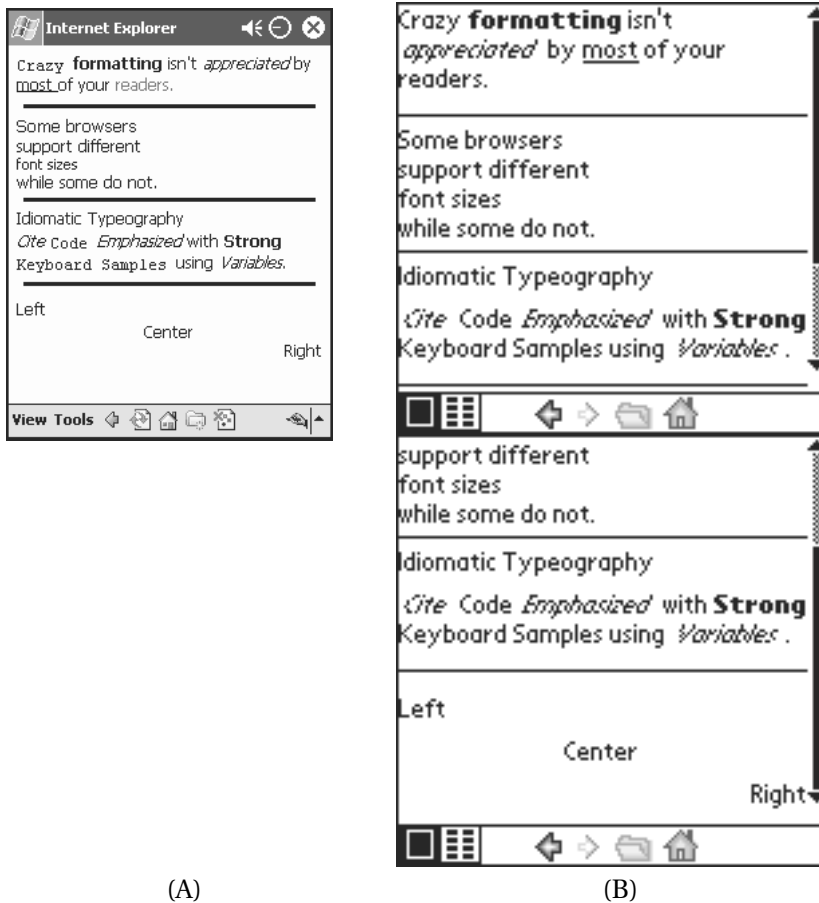 Internet Explorer
Crazy formatting isn't appreciated by
most of your readers.
Some browsers
support different
font sizes
while some do not.
Idiomatic Typeography
Cite Code Emphasized with Strong
Keyboard Samples using Variables.
Left
Center
Right
View Tools
(A)
Crazy formatting isn't
appreciated by most of your
readers.
Some browsers
support different
font sizes
while some do not.
Idiomatic Typeography
Cite Code Emphasized with Strong
Keyboard Samples using Variables .
support different
font sizes
while some do not.
Idiomatic Typeography
Cite Code Emphasized with Strong
Keyboard Samples using Variables .
Left
Center
Right
(B)